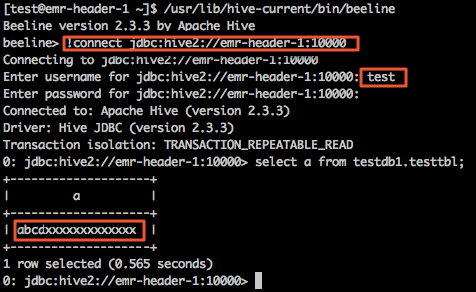 [test@emr-header-1 ~]$ /usr/lib/hive-current/bin/beeline
Beeline version 2.3.3 by Apache Hive
beeline> !connect jdbc:hive2://emr-header-1:10000
Connecting to jdbc:hive2://emr-header-1:10000
Enter username for jdbc:hive2://emr-header-1:10000: test
Enter password for jdbc:hive2://emr-header-1:10000:
Connected to: Apache Hive (version 2.3.3)
Driver: Hive JDBC (version 2.3.3)
Transaction isolation: TRANSACTION_REPEATABLE_READ
0: jdbc:hive2://emr-header-1:10000> select a from testdb1.testtbl;
+--------------------+
| a |
+--------------------+
| abcdxxxxxxxxxxxxx |
+--------------------+
1 row selected (0.565 seconds)
0: jdbc:hive2://emr-header-1:10000>